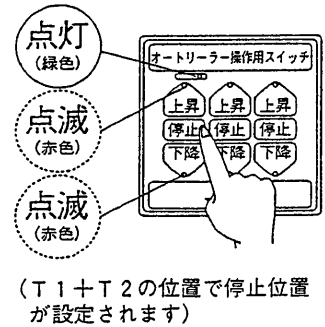 点灯
(緑色)
点滅
(赤色)
点滅
(赤色)
オートリーラー操作用スイッチ
上昇 上昇 上昇
停止 停止 停止
下降 下降 下降
(T1+T2の位置で停止位置
が設定されます)